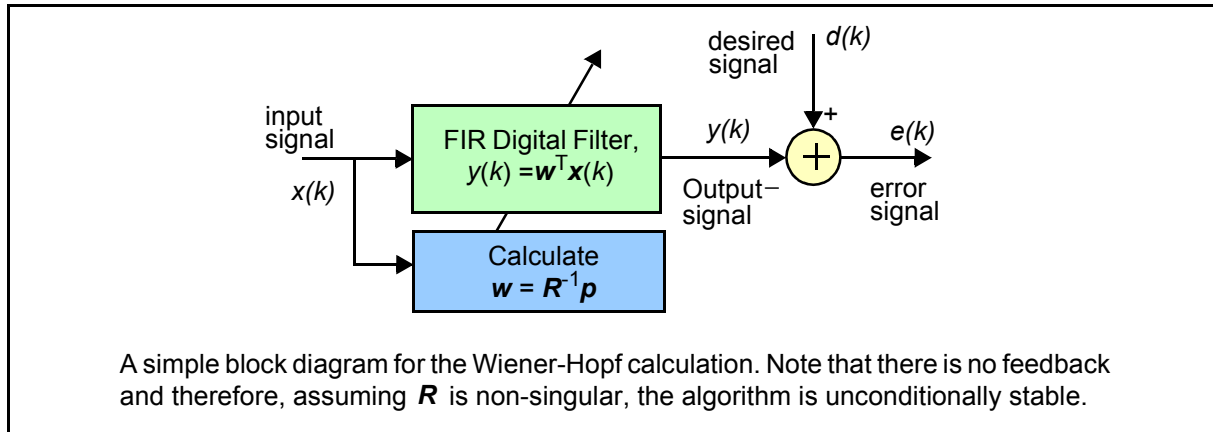 desired
signal
d(k)
+
input
signal
x(k)
FIR Digital Filter,
y(k) =wᵀx(k)
y(k)
+
e(k)
Output
signal
–
error
signal
Calculate
w = R⁻¹p
A simple block diagram for the Wiener-Hopf calculation. Note that there is no feedback
and therefore, assuming R is non-singular, the algorithm is unconditionally stable.